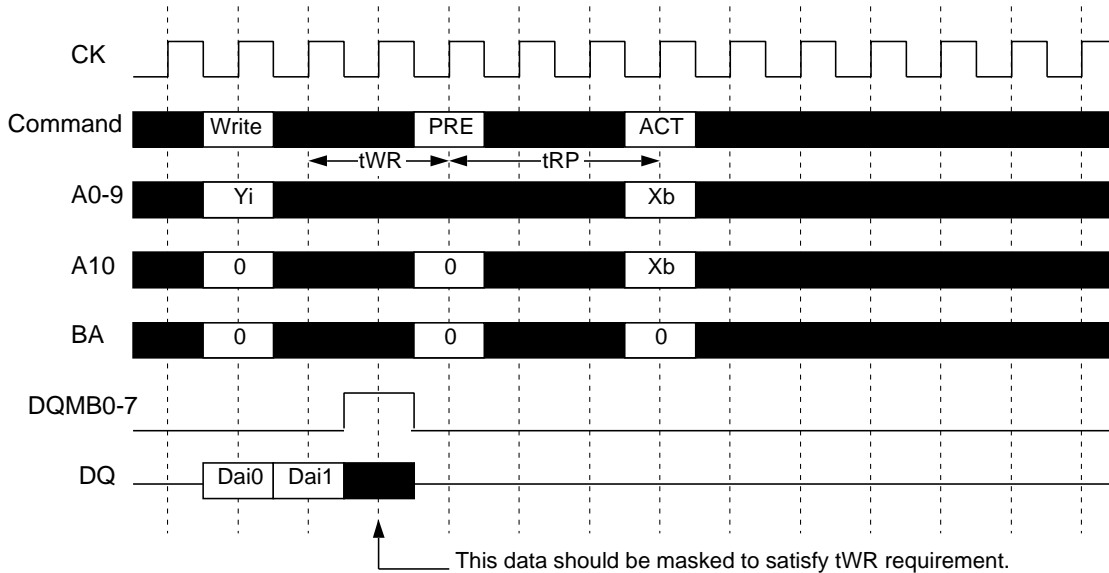 CK
Command Write PRE ACT
tWR tRP
A0-9 Yi Xb
A10 0 0 Xb
BA 0 0 0
DQMB0-7
DQ Dai0 Dai1
This data should be masked to satisfy tWR requirement.